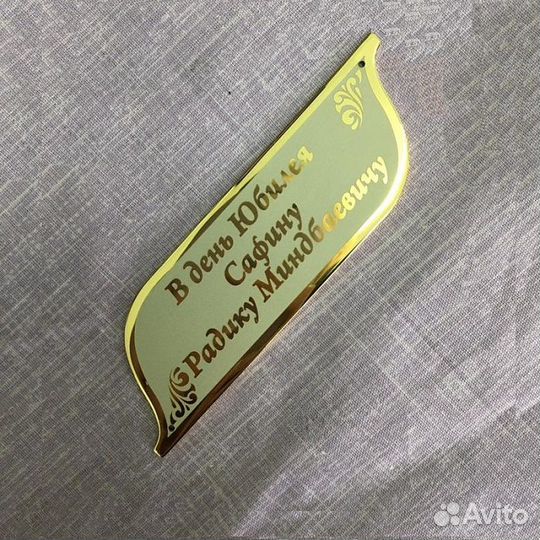 В день Юбилея
Сафину
Радику Миндбаевичу
Avito